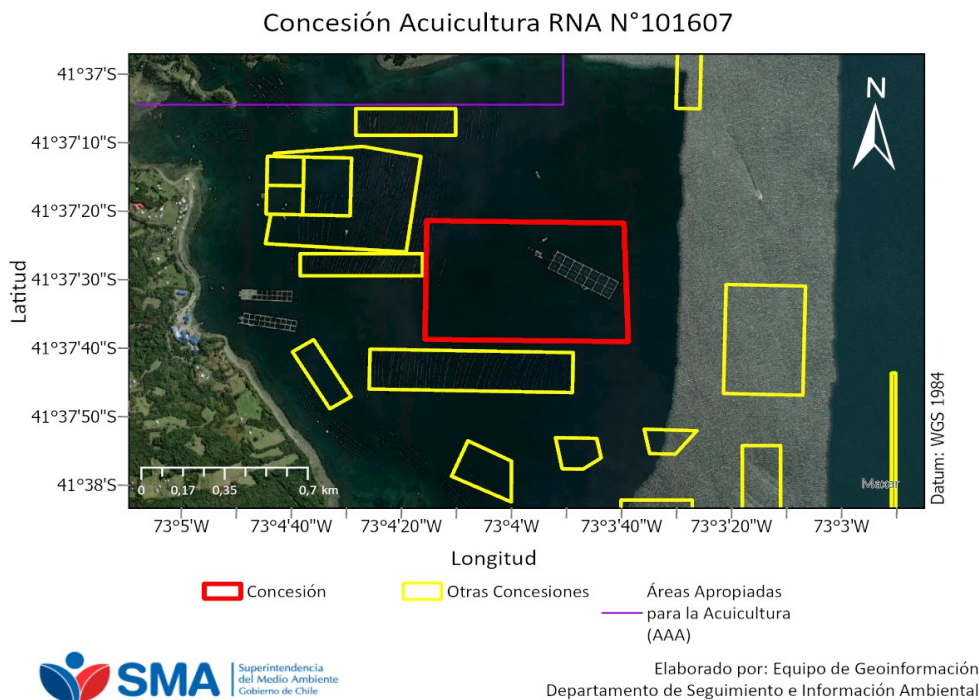 Concesión Acuicultura RNA N°101607
41°37'S
41°37'10"S
41°37'20"S
41°37'30"S
41°37'40"S
41°37'50"S
41°38'S
Latitud
N
Datum: WGS 1984
Maxar
0 0,17 0,35 0,7 km
73°5'W 73°4'40"W 73°4'20"W 73°4'W 73°3'40"W 73°3'20"W 73°3'W
Longitud
Concesión
Otras Concesiones
Áreas Apropiadas
para la Acuicultura
(AAA)
SMA
Superintendencia
del Medio Ambiente
Gobierno de Chile
Elaborado por: Equipo de Geoinformación
Departamento de Seguimiento e Información Ambiental